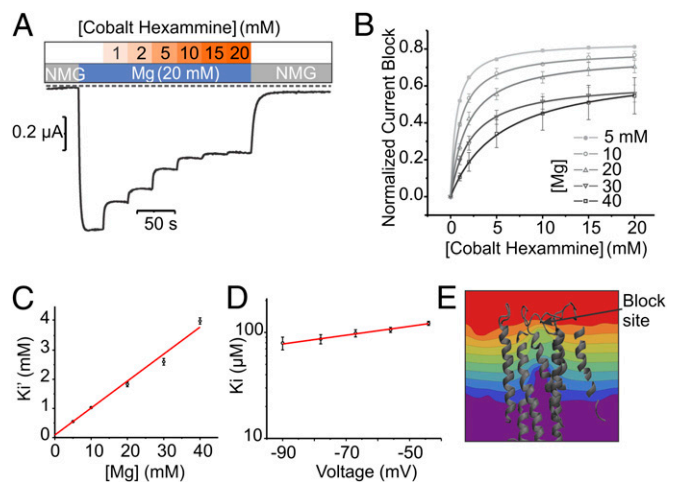 A
[Cobalt Hexammine] (mM)
1 2 5 10 15 20
NMG Mg (20 mM) NMG
0.2 µA
50 s
B
Normalized Current Block
0.8
0.6
0.4
0.2
0.0
0 5 10 15 20
[Cobalt Hexammine] (mM)
[Mg]
5 mM
10
20
30
40
C
Ki' (mM)
4
3
2
1
0
0 10 20 30 40
[Mg] (mM)
D
Ki (µM)
100
10
-90 -70 -50
Voltage (mV)
E
Block site